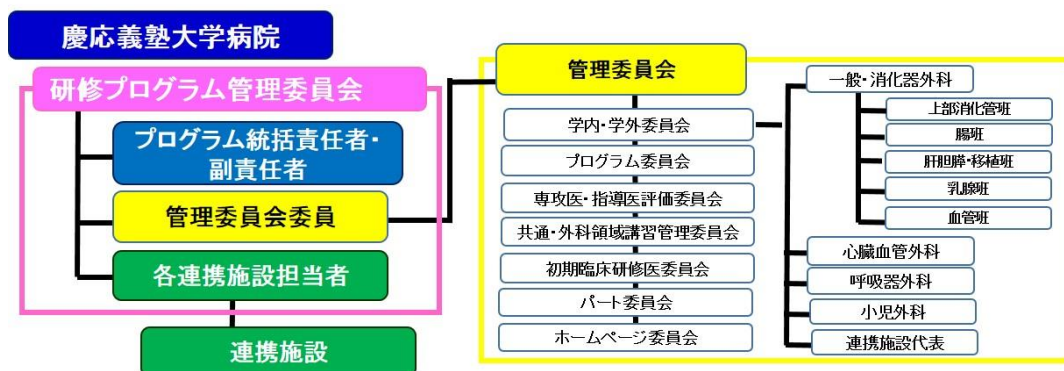 慶応義塾大学病院
研修プログラム管理委員会
プログラム統括責任者・
副責任者
管理委員会委員
各連携施設担当者
連携施設
管理委員会
学内・学外委員会
プログラム委員会
専攻医・指導医評価委員会
共通・外科領域講習管理委員会
初期臨床研修医委員会
パート委員会
ホームページ委員会
一般・消化器外科
上部消化管班
腸班
肝胆膵・移植班
乳腺班
血管班
心臓血管外科
呼吸器外科
小児外科
連携施設代表